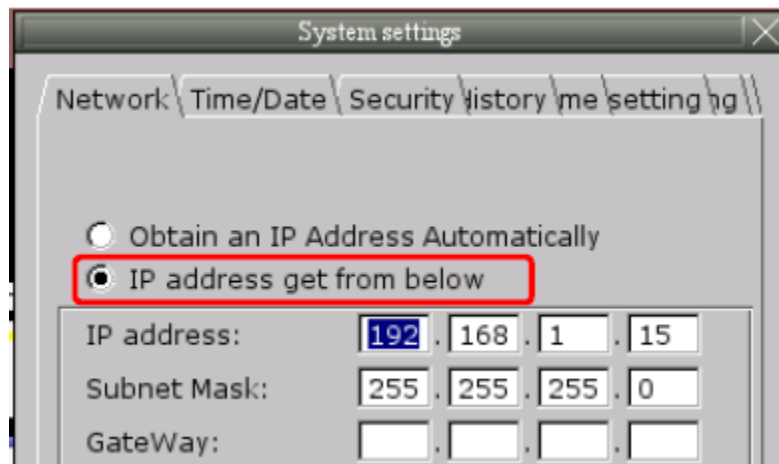 System settings
Network Time/Date Security istory me setting ng
Obtain an IP Address Automatically
IP address get from below
IP address: 192 . 168 . 1 . 15
Subnet Mask: 255 . 255 . 255 . 0
GateWay: . . .